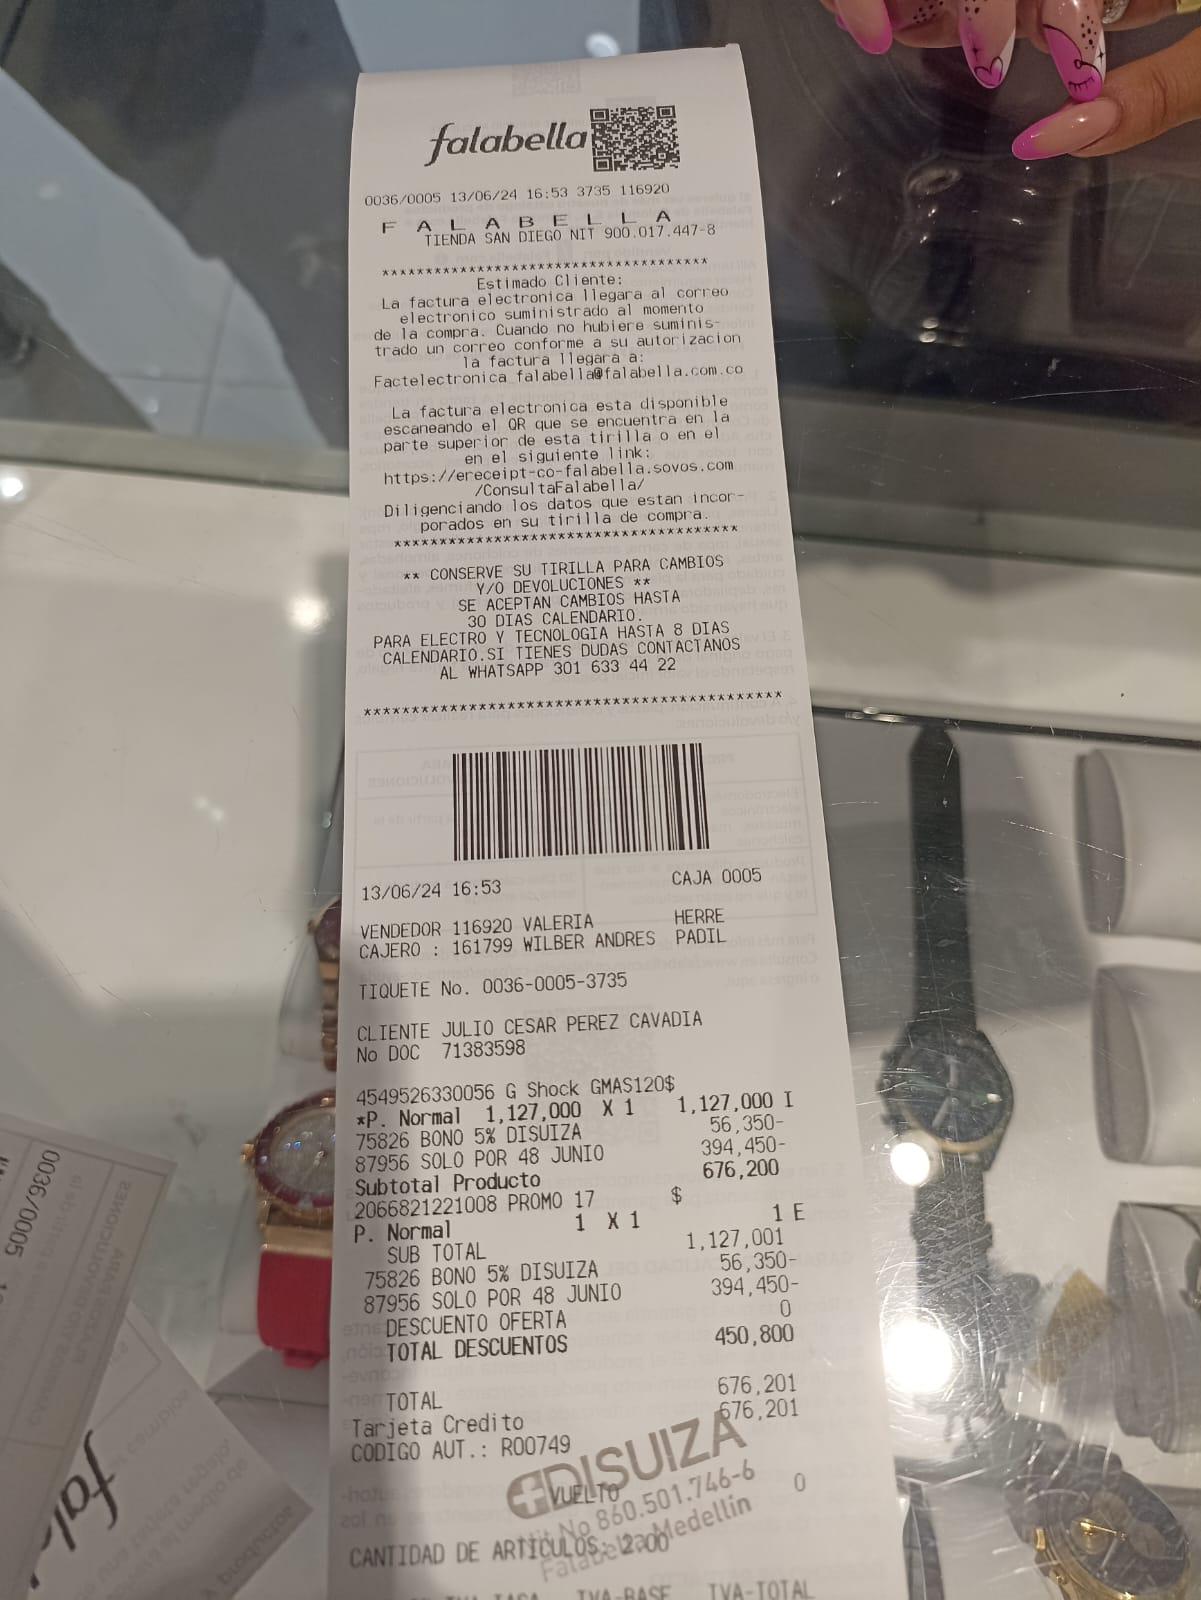 falabella
0036/0005 13/06/24 16:53 3735 116920
F A L A B E L L A
TIENDA SAN DIEGO NIT 900.017.447-8
***************************************
Estimado Cliente:
La factura electronica llegara al correo
electronico suministrado al momento
de la compra. Cuando no hubiere suminis-
trado un correo conforme a su autorizacion
la factura llegara a:
Factelectronica_falabella@falabella.com.co
La factura electronica esta disponible
escaneando el QR que se encuentra en la
parte superior de esta tirilla o en el
en el siguiente link:
https://ereceipt-co-falabella.sovos.com
/ConsultaFalabella/
Diligenciando los datos que estan incor-
porados en su tirilla de compra.
***************************************
** CONSERVE SU TIRILLA PARA CAMBIOS
Y/O DEVOLUCIONES **
SE ACEPTAN CAMBIOS HASTA
30 DIAS CALENDARIO.
PARA ELECTRO Y TECNOLOGIA HASTA 8 DIAS
CALENDARIO.SI TIENES DUDAS CONTACTANOS
AL WHATSAPP 301 633 44 22
***********************************************
13/06/24 16:53 CAJA 0005
VENDEDOR 116920 VALERIA HERRE
CAJERO : 161799 WILBER ANDRES PADIL
TIQUETE No. 0036-0005-3735
CLIENTE JULIO CESAR PEREZ CAVADIA
No DOC 71383598
4549526330056 G Shock GMAS120$
*P. Normal 1,127,000 X 1 1,127,000 I
75826 BONO 5% DISUIZA 56,350-
87956 SOLO POR 48 JUNIO 394,450-
Subtotal Producto 676,200
2066821221008 PROMO 17 $
P. Normal 1 X 1 1 E
SUB TOTAL 1,127,001
75826 BONO 5% DISUIZA 56,350-
87956 SOLO POR 48 JUNIO 394,450-
DESCUENTO OFERTA 0
TOTAL DESCUENTOS 450,800
TOTAL 676,201
Tarjeta Credito 676,201
CODIGO AUT.: R00749
DISUIZA
VUELTO 0
Nit No 860.501.746-6
Falabella Medellin
CANTIDAD DE ARTICULOS: 2.00
TASA IVA-BASE IVA-TOTAL
0036/0005